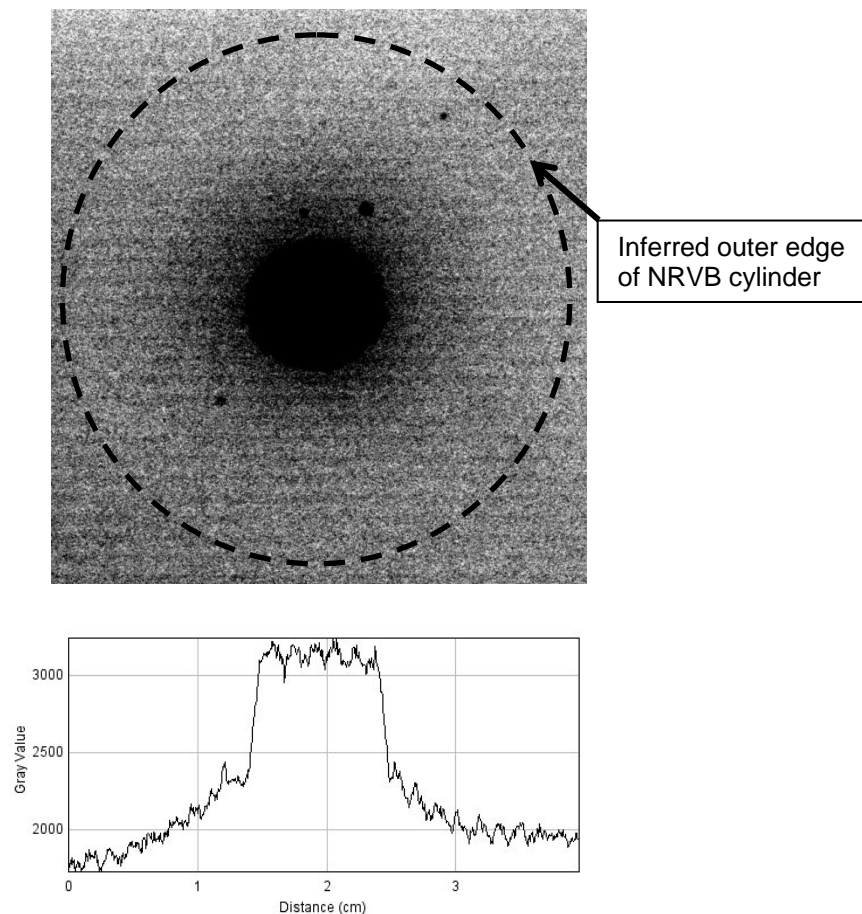 Inferred outer edge
of NRVB cylinder
3000
2500
2000
Gray Value
0 1 2 3
Distance (cm)